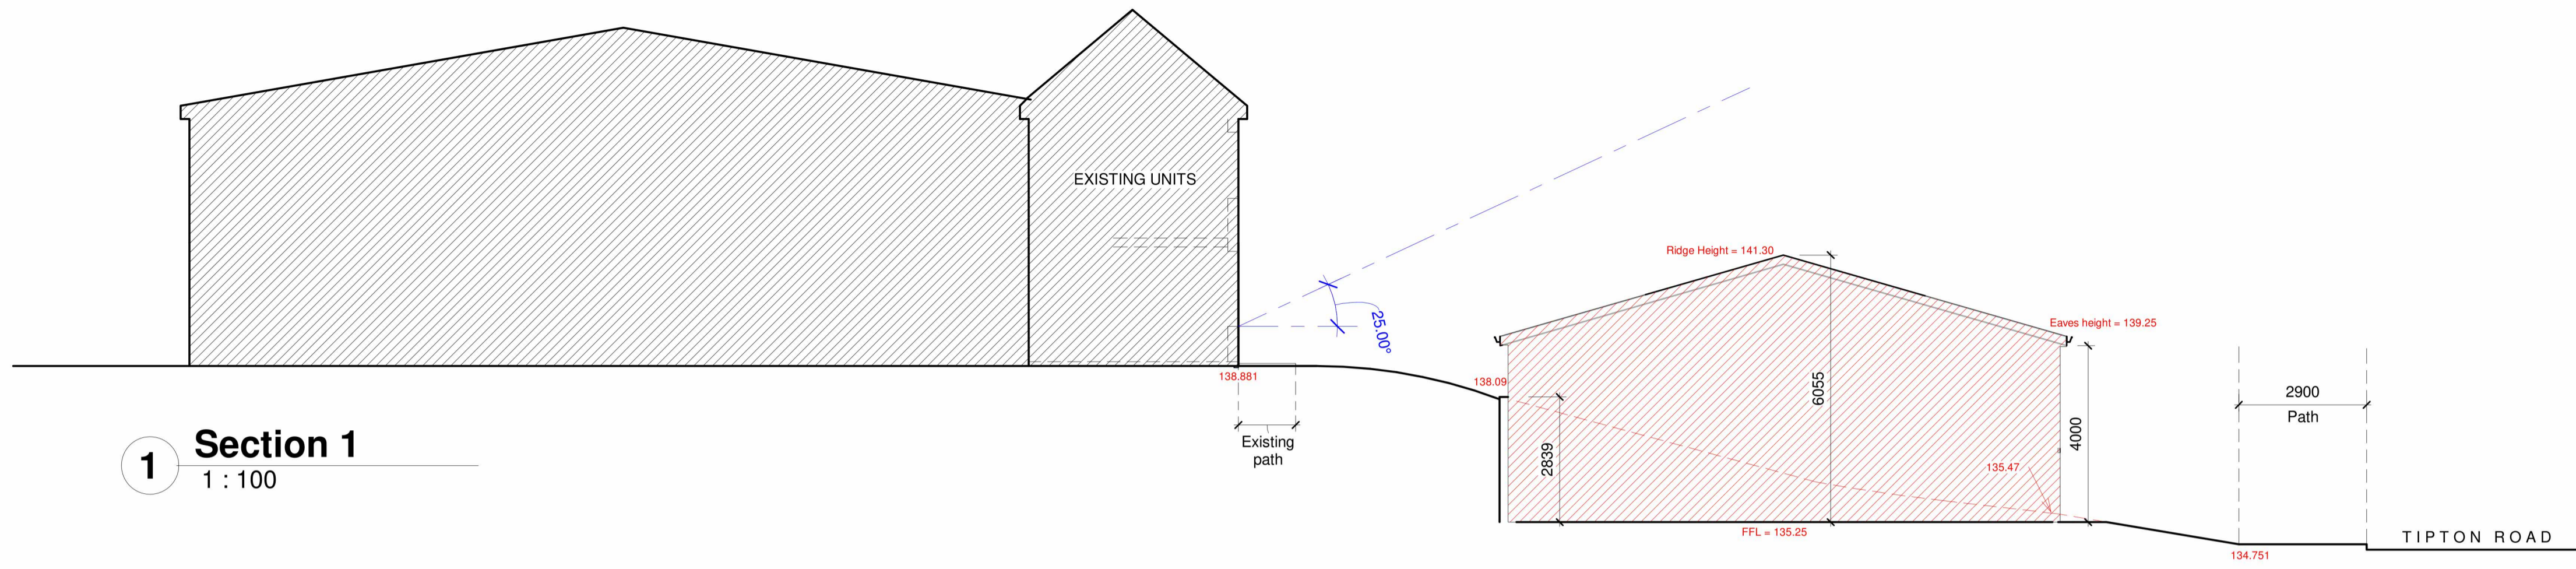 EXISTING UNITS
Ridge Height = 141.30
25.00°
Eaves height = 139.25
138.881
138.09
6055
2900
Path
4000
Existing
path
2839
1
Section 1
1 : 100
135.47
FFL = 135.25
TIPTON ROAD
134.751